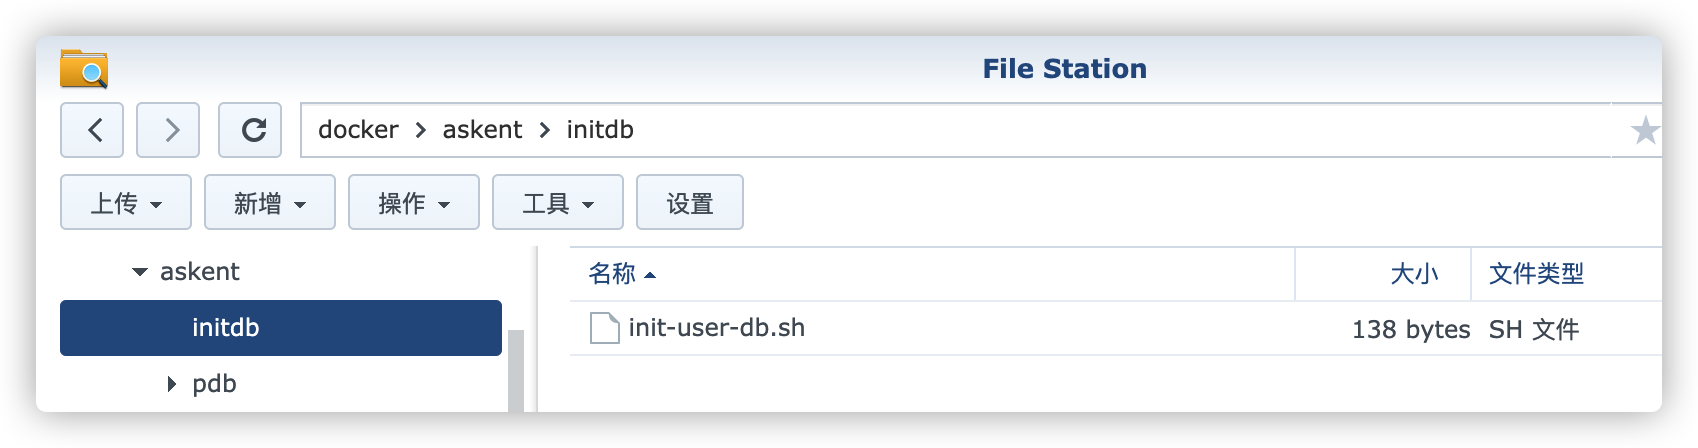 File Station
docker > askent > initdb
上传 新增 操作 工具 设置
askent
initdb
pdb
名称 大小 文件类型
init-user-db.sh 138 bytes SH 文件